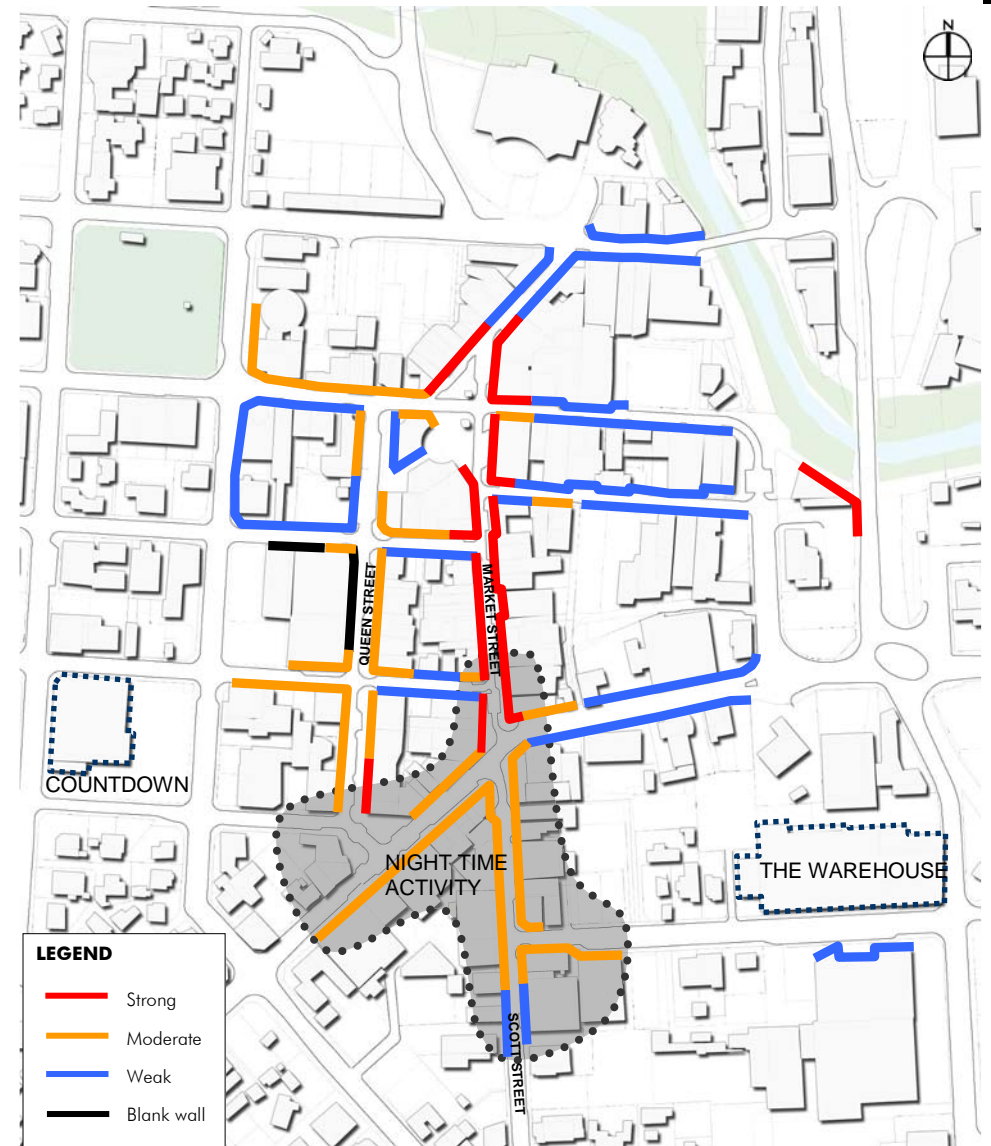 N
QUEEN STREET
MARKET STREET
COUNTDOWN
NIGHT TIME
ACTIVITY
THE WAREHOUSE
SCOTT STREET
LEGEND
Strong
Moderate
Weak
Blank wall